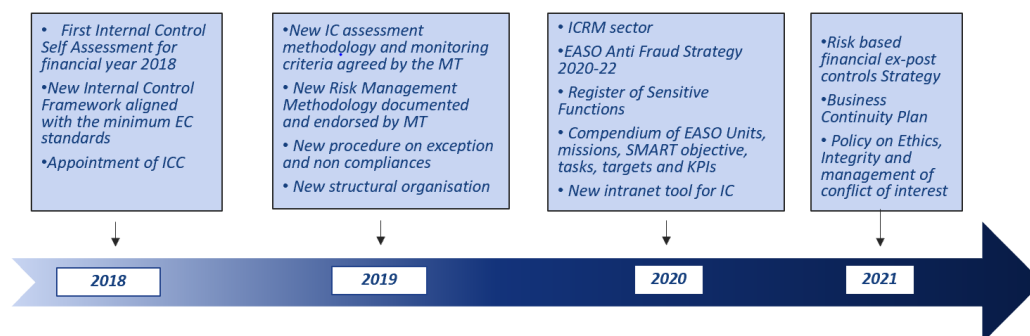 • First Internal Control
Self Assessment for
financial year 2018
•New Internal Control
Framework aligned
with the minimum EC
standards
•Appointment of ICC
•New IC assessment
methodology and monitoring
criteria agreed by the MT
• New Risk Management
Methodology documented
and endorsed by MT
• New procedure on exception
and non compliances
• New structural organisation
• ICRM sector
•EASO Anti Fraud Strategy
2020-22
• Register of Sensitive
Functions
• Compendium of EASO Units,
missions, SMART objective,
tasks, targets and KPIs
• New intranet tool for IC
•Risk based
financial ex-post
controls Strategy
•Business
Continuity Plan
• Policy on Ethics,
Integrity and
management of
conflict of interest
2018
2019
2020
2021